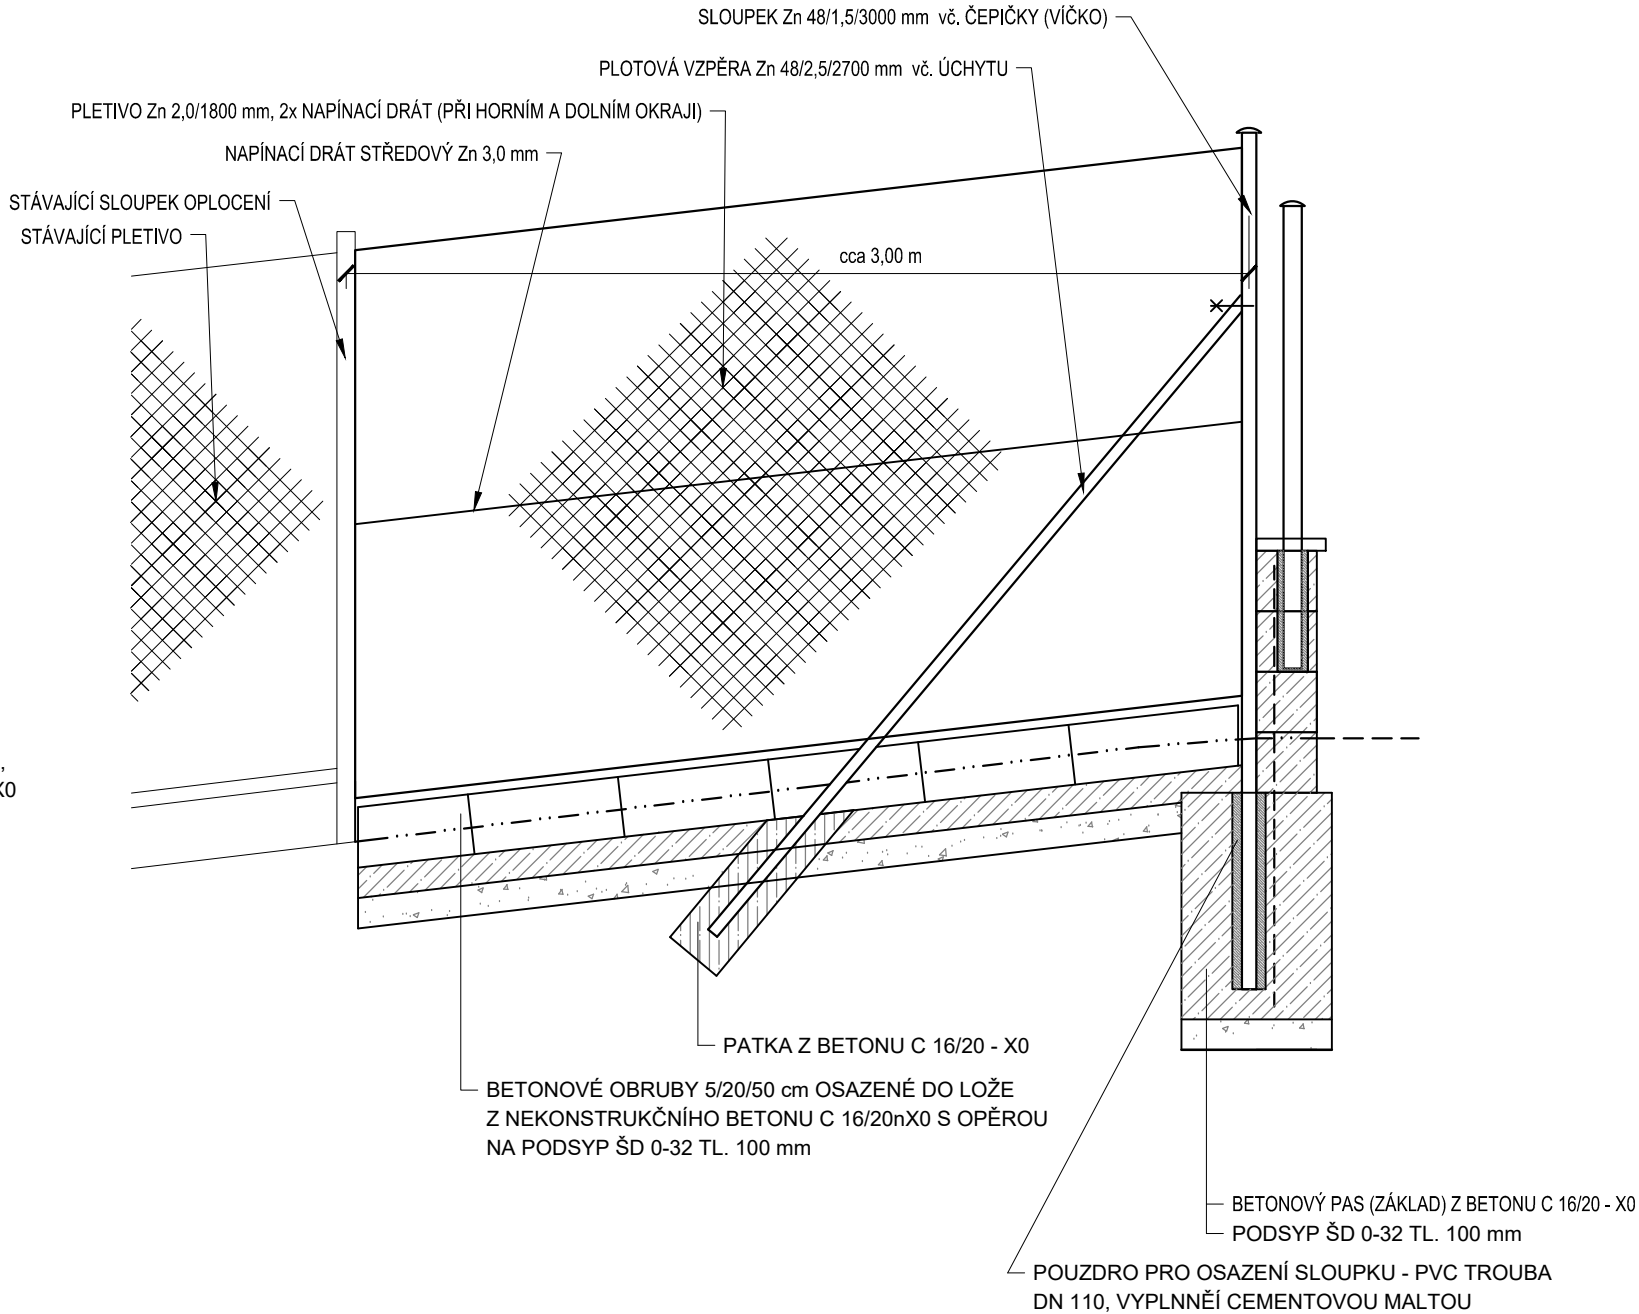 SLOUPEK Zn 48/1,5/3000 mm vč. ČEPIČKY (VÍČKO)
PLOTOVÁ VZPĚRA Zn 48/2,5/2700 mm vč. ÚCHYTU
PLETIVO Zn 2,0/1800 mm, 2x NAPÍNACÍ DRÁT (PŘI HORNÍM A DOLNÍM OKRAJI)
NAPÍNACÍ DRÁT STŘEDOVÝ Zn 3,0 mm
STÁVAJÍCÍ SLOUPEK OPLOCENÍ
STÁVAJÍCÍ PLETIVO
cca 3,00 m
,
X0
PATKA Z BETONU C 16/20 - X0
BETONOVÉ OBRUBY 5/20/50 cm OSAZENÉ DO LOŽE
Z NEKONSTRUKČNÍHO BETONU C 16/20nX0 S OPĚROU
NA PODSYP ŠD 0-32 TL. 100 mm
BETONOVÝ PAS (ZÁKLAD) Z BETONU C 16/20 - X0
PODSYP ŠD 0-32 TL. 100 mm
POUZDRO PRO OSAZENÍ SLOUPKU - PVC TROUBA
DN 110, VYPLNNĚÍ CEMENTOVOU MALTOU